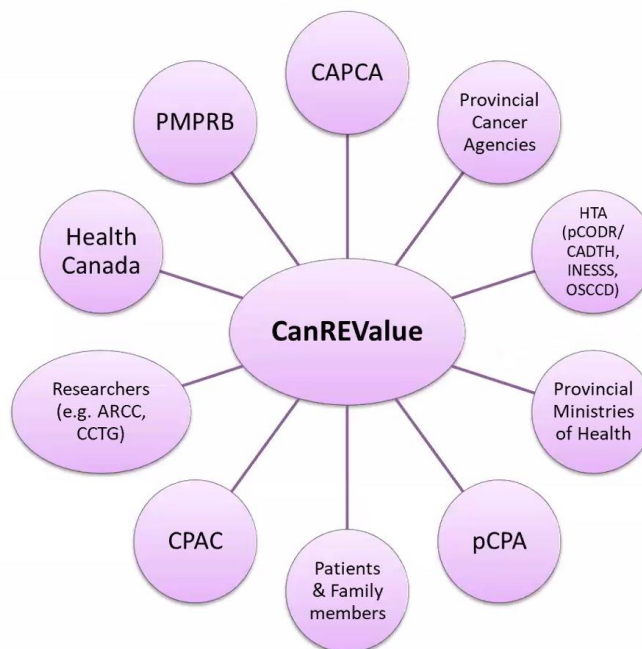 CAPCA
Provincial
Cancer
Agencies
HTA
(pCODR/
CADTH,
INESSS,
OSCCD)
Provincial
Ministries
of Health
pCPA
Patients
& Family
members
CPAC
Researchers
(e.g. ARCC,
CCTG)
Health
Canada
PMPRB
CanREValue